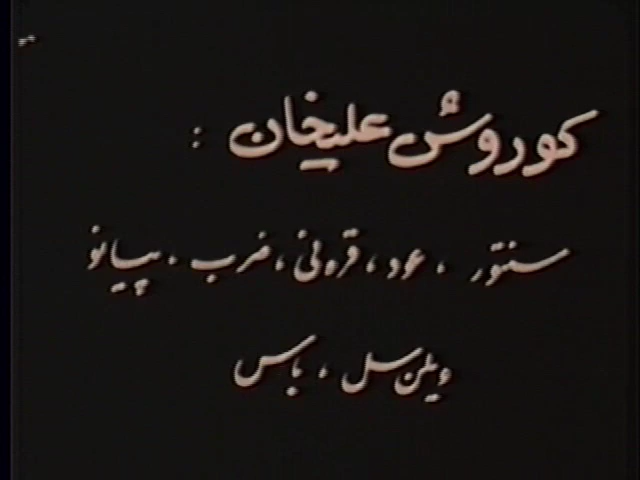 کوروش علیخان :
سنتور ، عود ، قره نی ، ضرب ، پیانو
ویلن سل ، باس